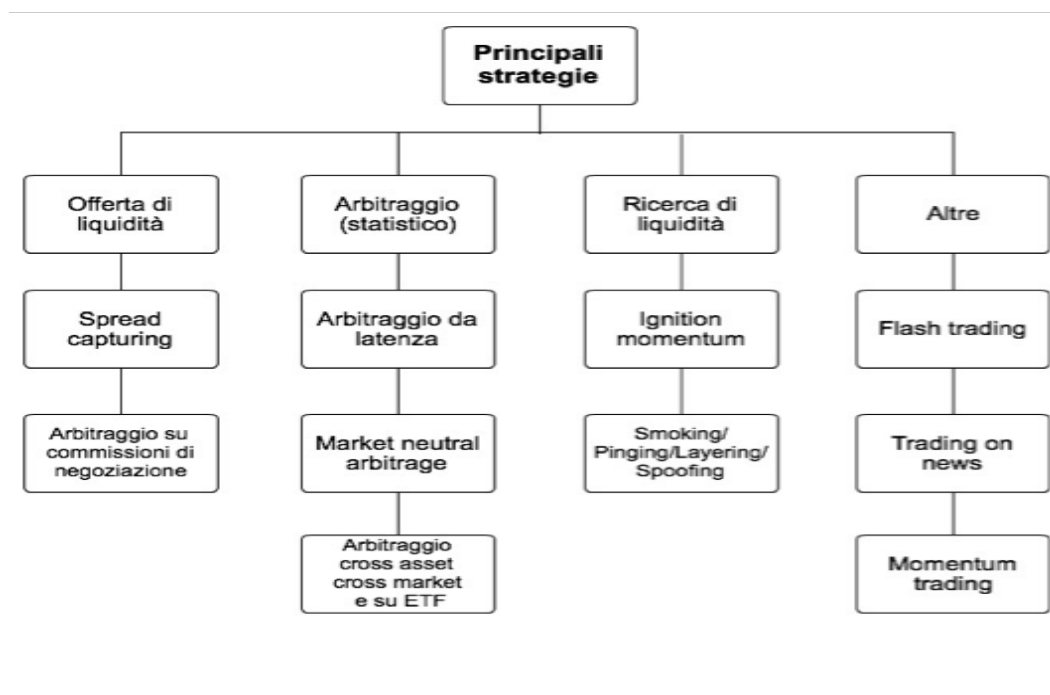 Principali
strategie
Offerta di
liquidità
Arbitraggio
(statistico)
Ricerca di
liquidità
Altre
Spread
capturing
Arbitraggio da
latenza
Ignition
momentum
Flash trading
Arbitraggio su
commissioni di
negoziazione
Market neutral
arbitrage
Smoking/
Pinging/Layering/
Spoofing
Trading on
news
Arbitraggio
cross asset
cross market
e su ETF
Momentum
trading